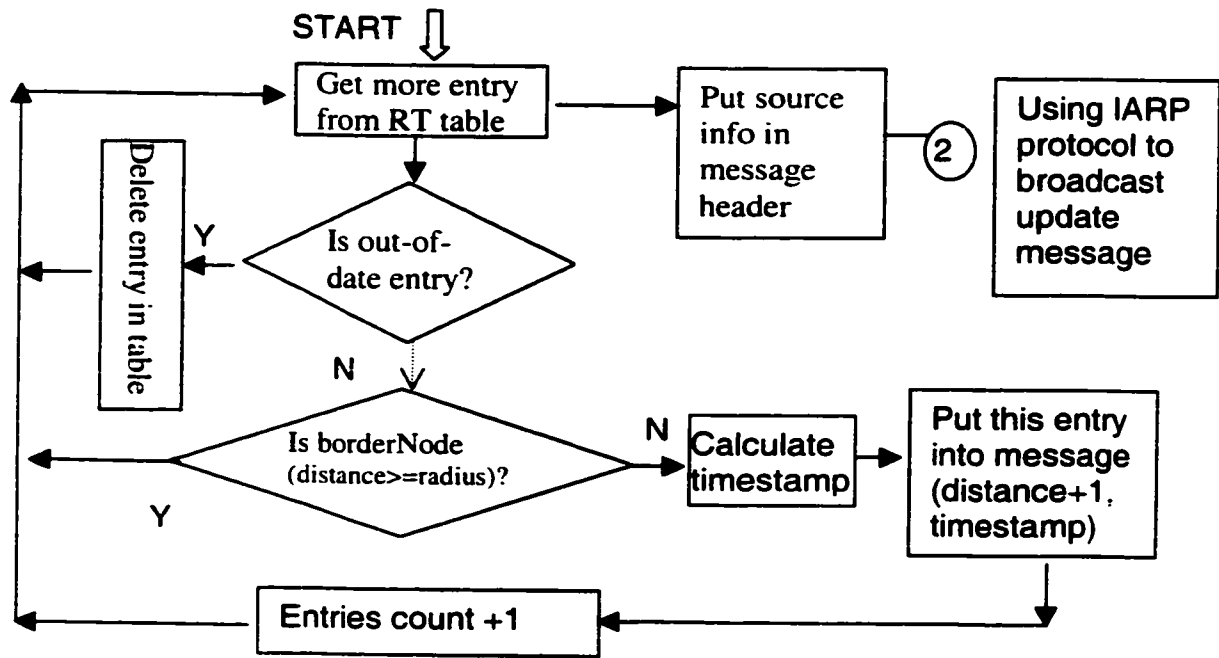 START
Get more entry
from RT table
Put source
info in
message
header
2
Using IARP
protocol to
broadcast
update
message
Delete entry in table
Y
Is out-of-
date entry?
N
Is borderNode
(distance>=radius)?
Y
N
Calculate
timestamp
Put this entry
into message
(distance+1,
timestamp)
Entries count +1